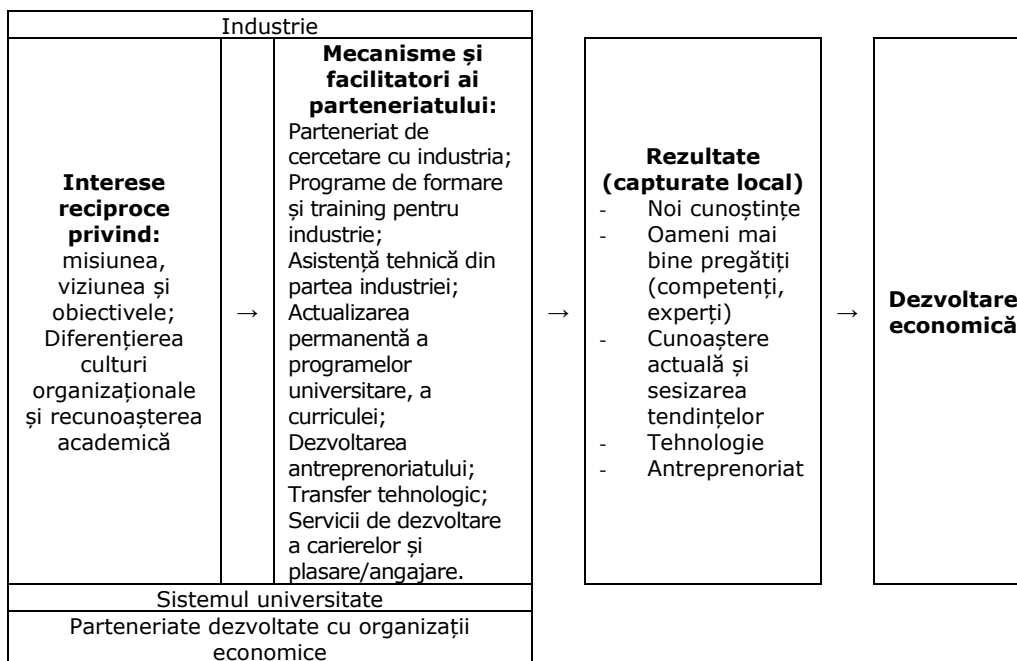 Industrie
Interese
reciproce
privind:
misiunea,
viziunea și
obiectivele;
Diferențierea
culturi
organizaționale
și recunoașterea
academică
→
Mecanisme și
facilitatori ai
parteneriatului:
Parteneriat de
cercetare cu industria;
Programe de formare
și training pentru
industrie;
Asistență tehnică din
partea industriei;
Actualizarea
permanentă a
programelor
universitare, a
curriculei;
Dezvoltarea
antreprenoriatului;
Transfer tehnologic;
Servicii de dezvoltare
a carierelor și
plasare/angajare.
Sistemul universitate
Parteneriate dezvoltate cu organizații
economice
→
Rezultate
(capturate local)
- Noi cunoștințe
- Oameni mai
bine pregătiți
(competenți,
experți)
- Cunoaștere
actuală și
sesizarea
tendințelor
- Tehnologie
- Antreprenoriat
→
Dezvoltare
economică